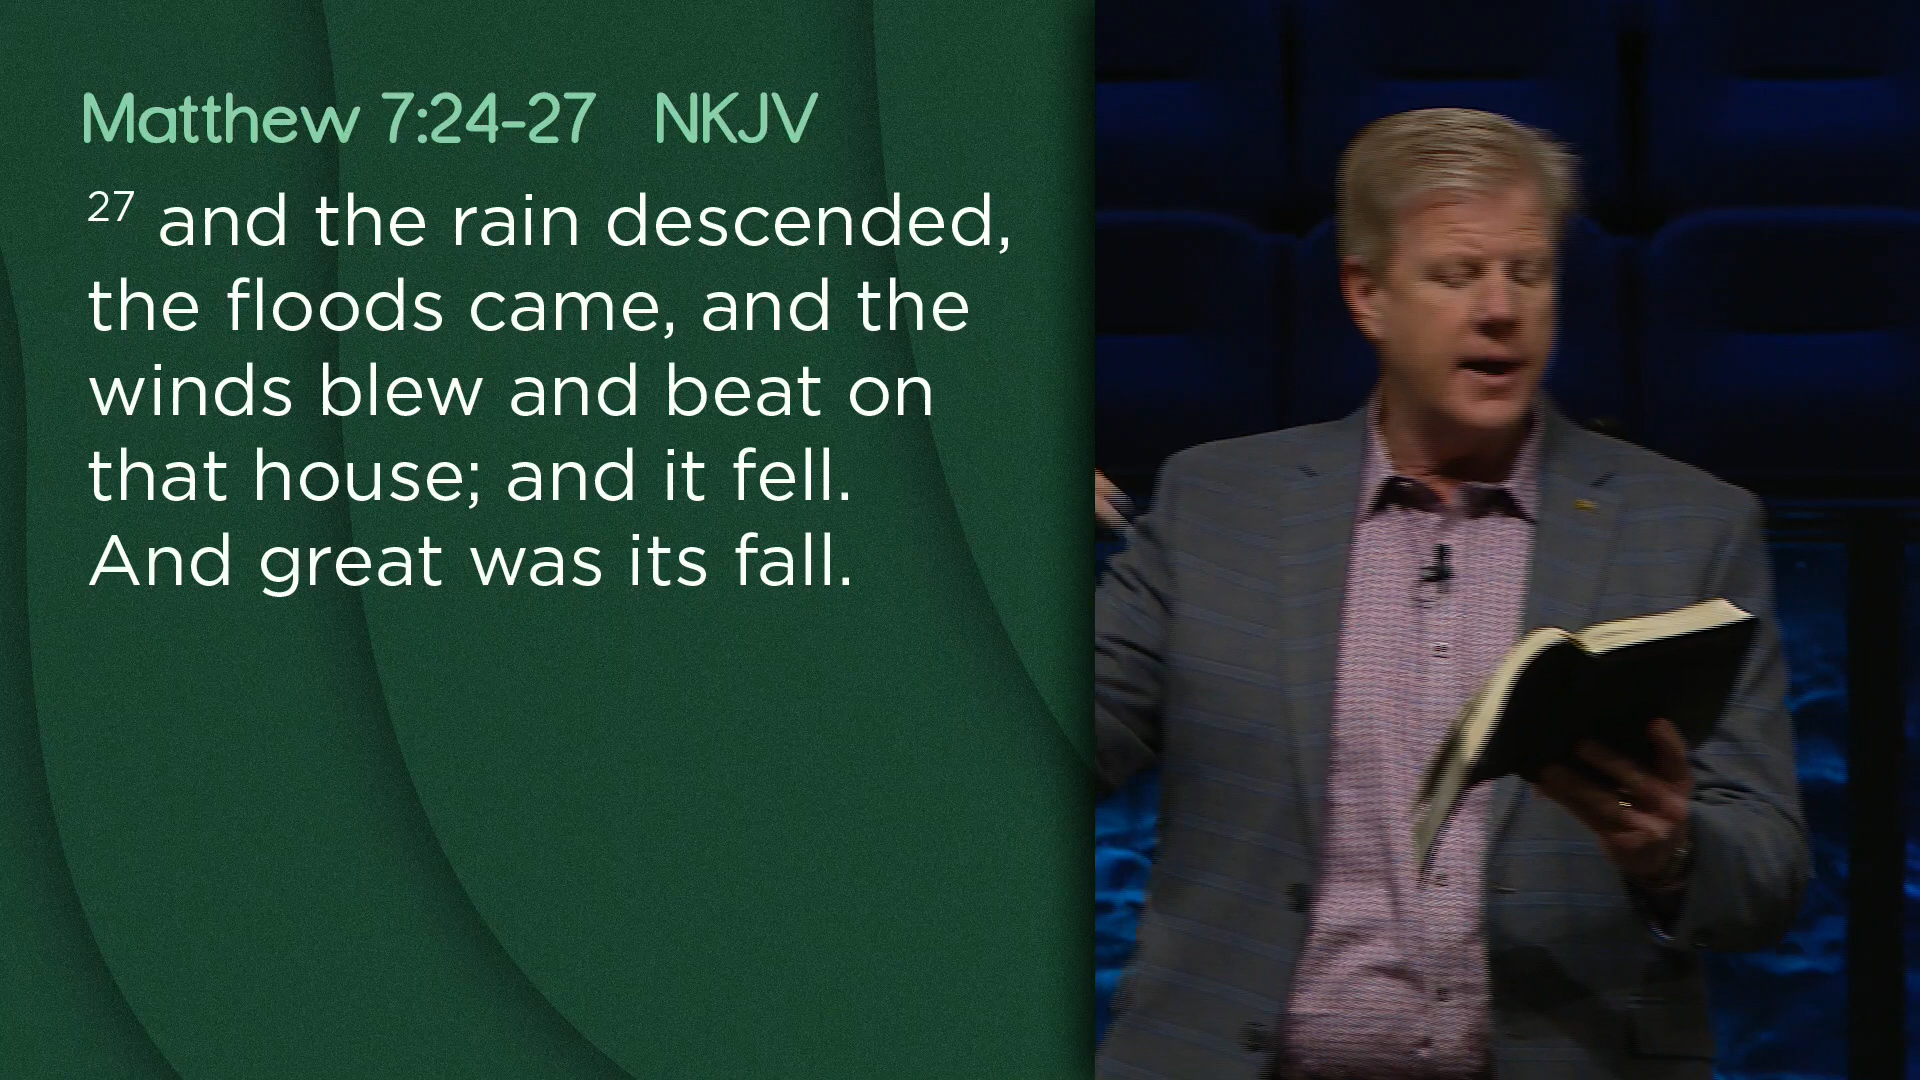 Matthew 7:24-27 NKJV
27 and the rain descended,
the floods came, and the
winds blew and beat on
that house; and it fell.
And great was its fall.